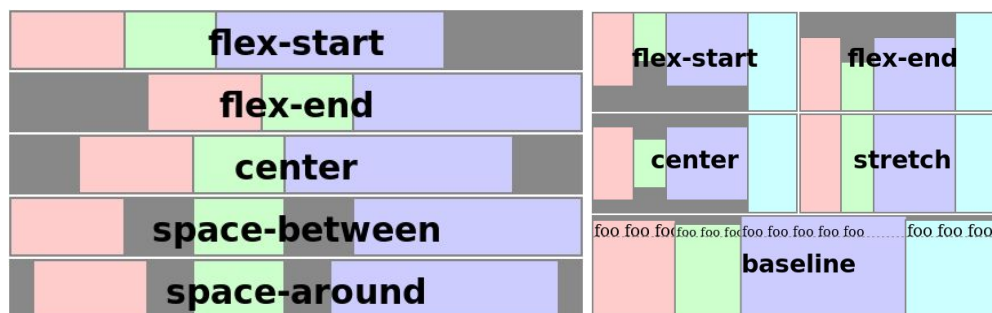 flex-start
flex-end
center
space-between
space-around
flex-start
flex-end
center
stretch
foo foo foo foo foo foo foo foo foo foo foo foo foo foo
baseline